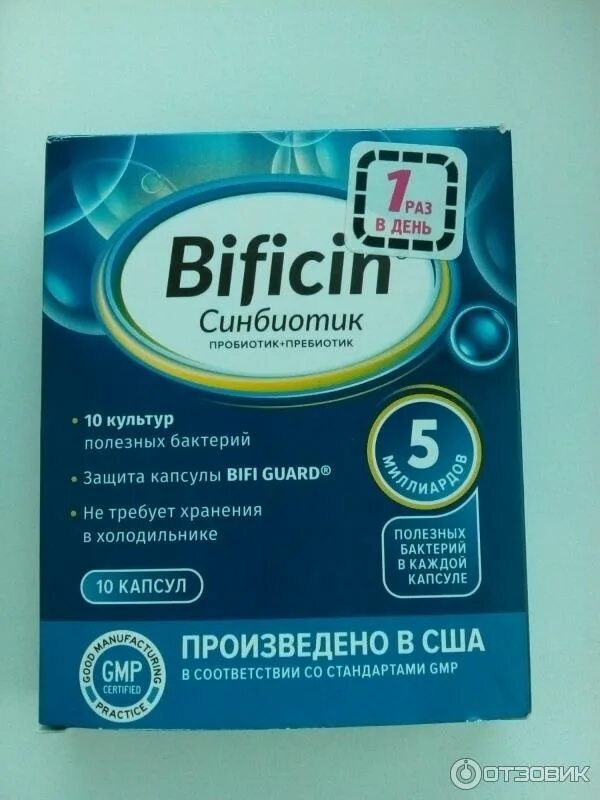 1 РАЗ
В ДЕНЬ
Bificin®
Синбиотик
ПРОБИОТИК+ПРЕБИОТИК
• 10 культур
полезных бактерий
• Защита капсулы BIFI GUARD®
• Не требует хранения
в холодильнике
5
МИЛЛИАРДОВ
ПОЛЕЗНЫХ
БАКТЕРИЙ
В КАЖДОЙ
КАПСУЛЕ
10 КАПСУЛ
GOOD MANUFACTURING
GMP
CERTIFIED
PRACTICE
ПРОИЗВЕДЕНО В США
В СООТВЕТСТВИИ СО СТАНДАРТАМИ GMP
ОТЗОВИК